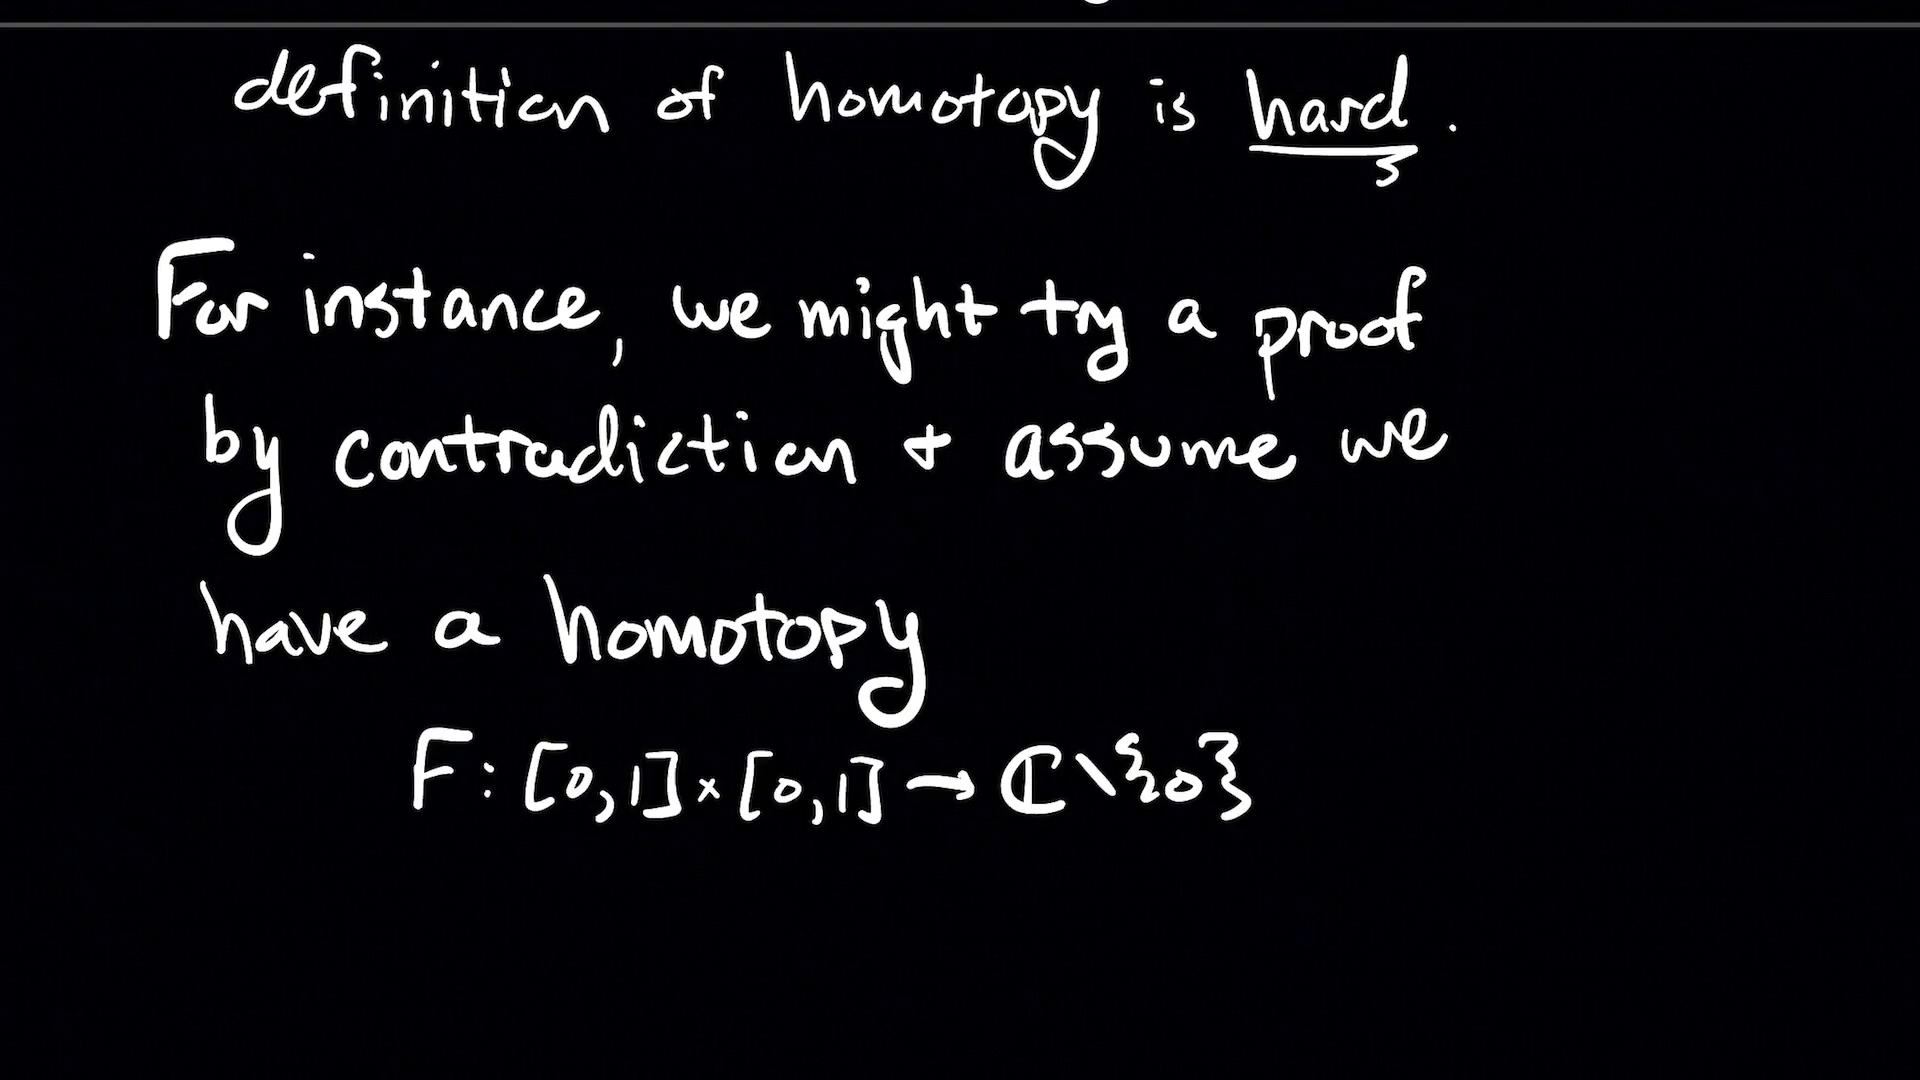 definition of homotopy is hard.
For instance, we might try a proof
by contradiction + assume we
have a homotopy
F: [0,1] × [0,1] → ℂ \ {0}